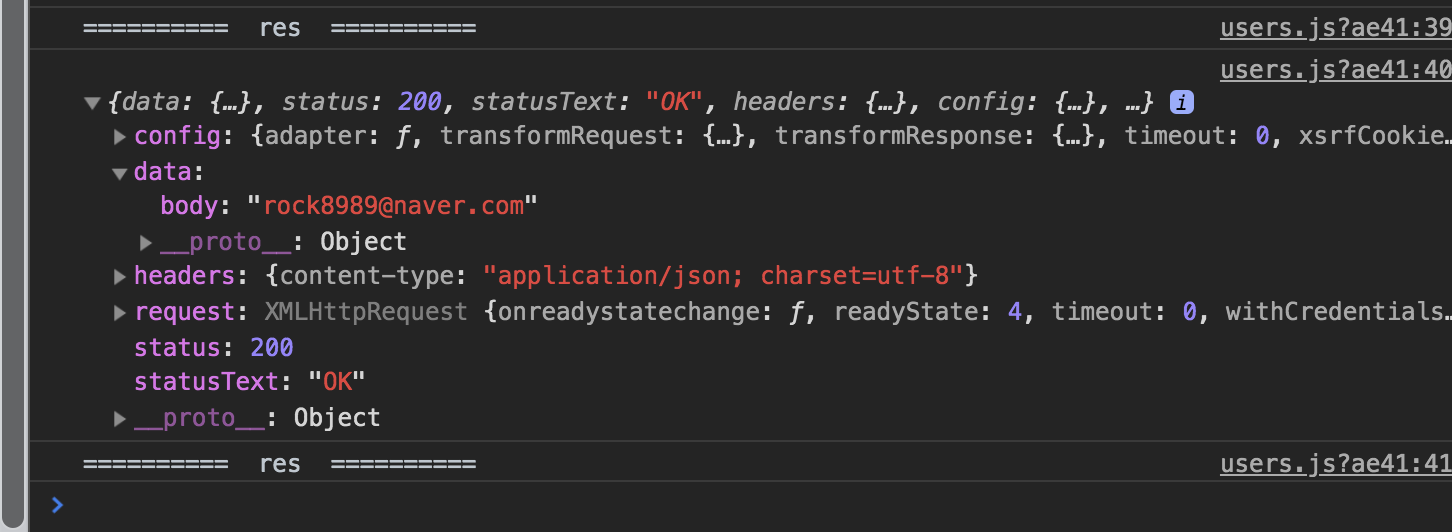 ========== res ========== users.js?ae41:39
users.js?ae41:40
▼{data: {…}, status: 200, statusText: "OK", headers: {…}, config: {…}, …} i
▶config: {adapter: ƒ, transformRequest: {…}, transformResponse: {…}, timeout: 0, xsrfCookie…
▼data:
body: "rock8989@naver.com"
▶__proto__: Object
▶headers: {content-type: "application/json; charset=utf-8"}
▶request: XMLHttpRequest {onreadystatechange: ƒ, readyState: 4, timeout: 0, withCredentials…
status: 200
statusText: "OK"
▶__proto__: Object
========== res ========== users.js?ae41:41
>